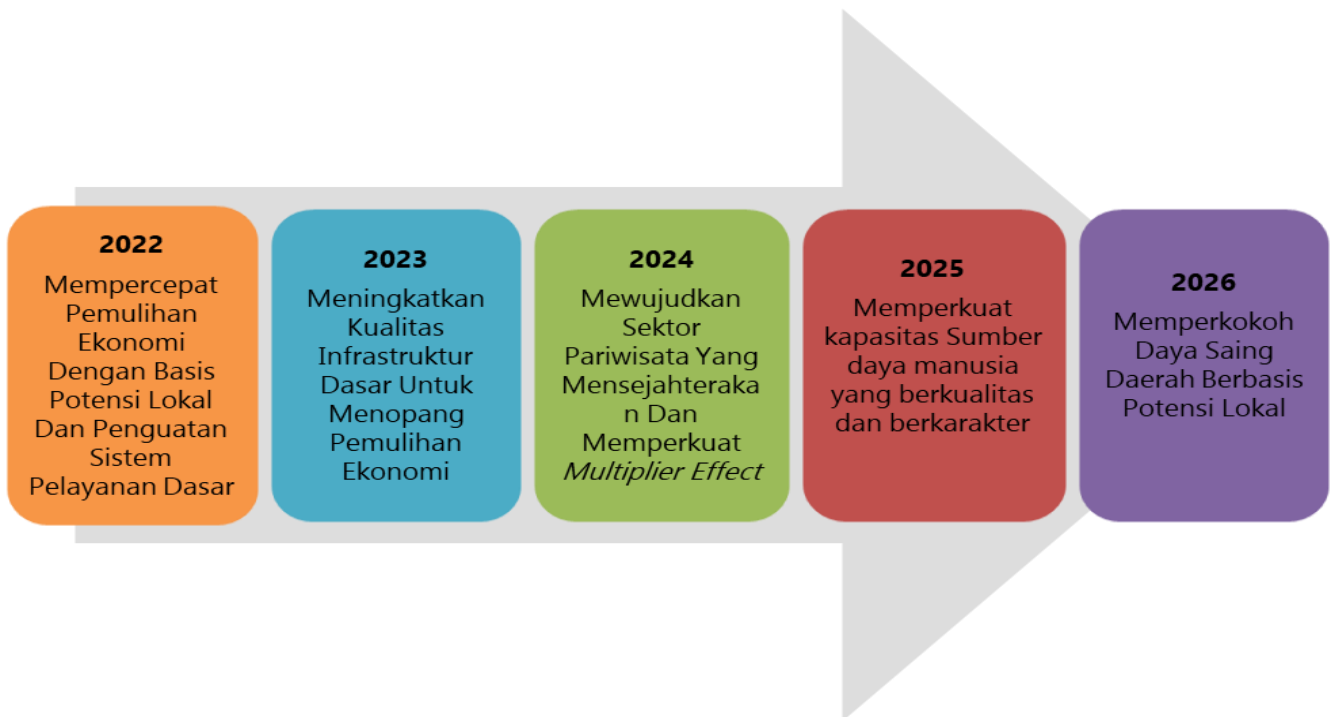 2022
Mempercepat
Pemulihan
Ekonomi
Dengan Basis
Potensi Lokal
Dan Penguatan
Sistem
Pelayanan Dasar
2023
Meningkatkan
Kualitas
Infrastruktur
Dasar Untuk
Menopang
Pemulihan
Ekonomi
2024
Mewujudkan
Sektor
Pariwisata Yang
Mensejahteraka
n Dan
Memperkuat
Multiplier Effect
2025
Memperkuat
kapasitas Sumber
daya manusia
yang berkualitas
dan berkarakter
2026
Memperkokoh
Daya Saing
Daerah Berbasis
Potensi Lokal